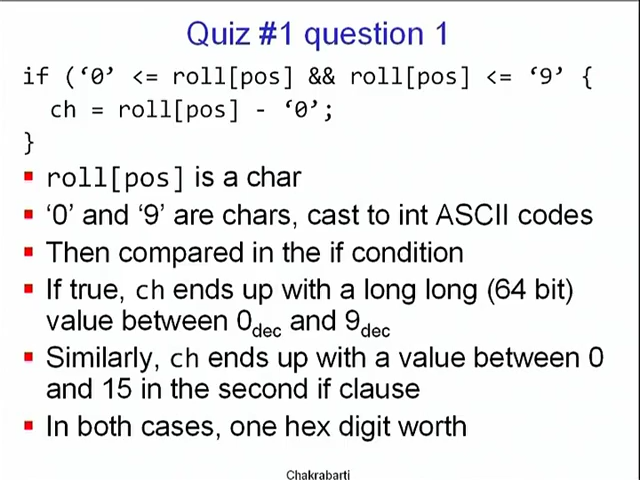 Quiz #1 question 1
if (‘0’ <= roll[pos] && roll[pos] <= ‘9’ {
ch = roll[pos] - ‘0’;
}
▪ roll[pos] is a char
▪ ‘0’ and ‘9’ are chars, cast to int ASCII codes
▪ Then compared in the if condition
▪ If true, ch ends up with a long long (64 bit)
value between 0dec and 9dec
▪ Similarly, ch ends up with a value between 0
and 15 in the second if clause
▪ In both cases, one hex digit worth
Chakrabarti